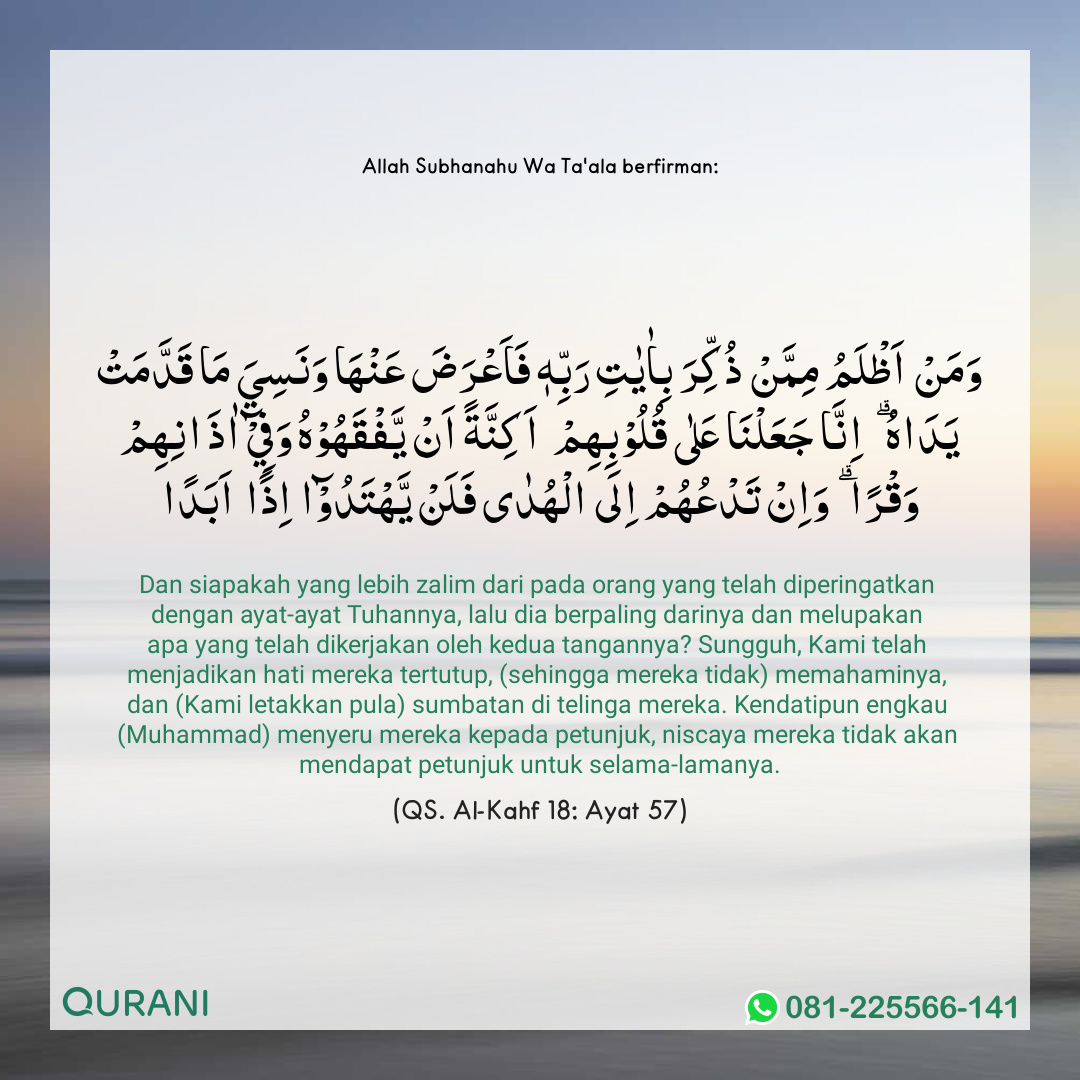 Allah Subhanahu Wa Ta'ala berfirman:
وَمَنْ اَظْلَمُ مِمَّنْ ذُكِّرَ بِاٰيٰتِ رَبِّهٖ فَاَعْرَضَ عَنْهَا وَنَسِيَ مَا قَدَّمَتْ
يَدَاهُ ۗ اِنَّا جَعَلْنَا عَلٰى قُلُوْبِهِمْ اَكِنَّةً اَنْ يَّفْقَهُوْهُ وَفِيْٓ اٰذَانِهِمْ
وَقْرًا ۗ وَاِنْ تَدْعُهُمْ اِلَى الْهُدٰى فَلَنْ يَّهْتَدُوْٓا اِذًا اَبَدًا
Dan siapakah yang lebih zalim dari pada orang yang telah diperingatkan
dengan ayat-ayat Tuhannya, lalu dia berpaling darinya dan melupakan
apa yang telah dikerjakan oleh kedua tangannya? Sungguh, Kami telah
menjadikan hati mereka tertutup, (sehingga mereka tidak) memahaminya,
dan (Kami letakkan pula) sumbatan di telinga mereka. Kendatipun engkau
(Muhammad) menyeru mereka kepada petunjuk, niscaya mereka tidak akan
mendapat petunjuk untuk selama-lamanya.
(QS. Al-Kahf 18: Ayat 57)
QURANI
081-225566-141